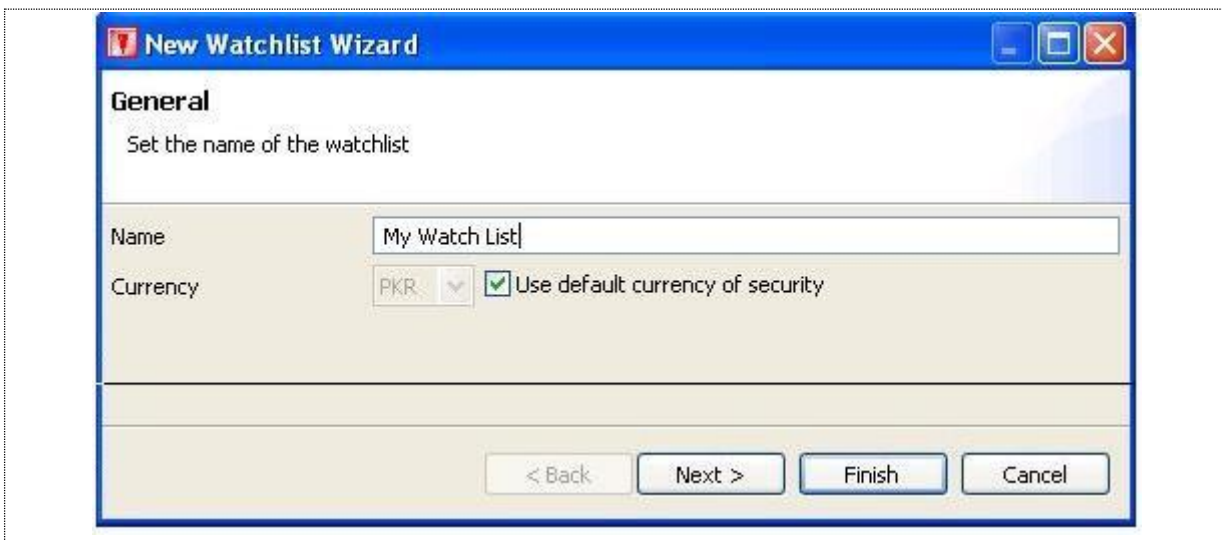 New Watchlist Wizard
General
Set the name of the watchlist
Name My Watch List
Currency PKR Use default currency of security
< Back Next > Finish Cancel